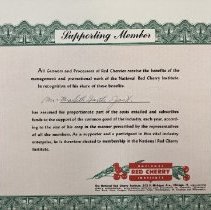 Supporting Member
All Growers and Processors of Red Cherries receive the benefits of the
management and promotional work of the National Red Cherry Institute.
In recognition of his share of these benefits,
has assumed his proportionate part of the costs entailed and subscribes
funds to the support of the common good of the industry, each year, according
to the size of his crop in the manner prescribed by the representatives
of all the members. As a supporter and a participant in this vital industry
enterprise, he is therefore elected to membership in the National Red Cherry
Institute.
NATIONAL
RED CHERRY
INSTITUTE